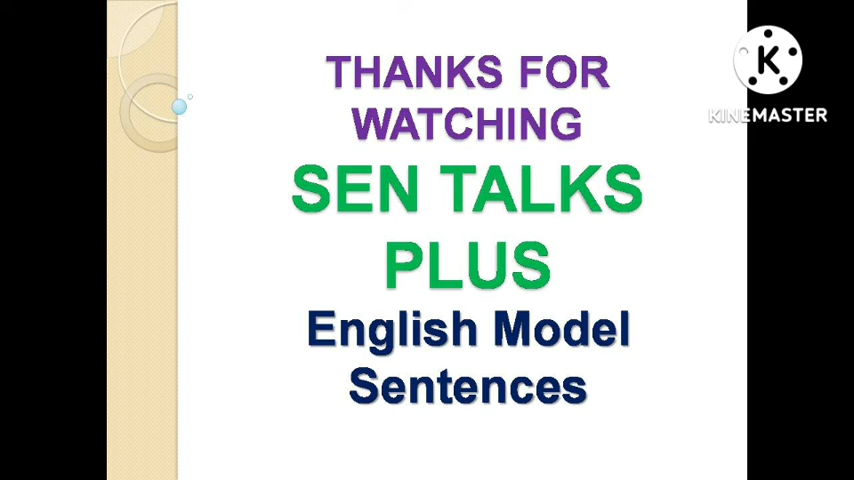 THANKS FOR
WATCHING
SEN TALKS
PLUS
English Model
Sentences
KINEMASTER